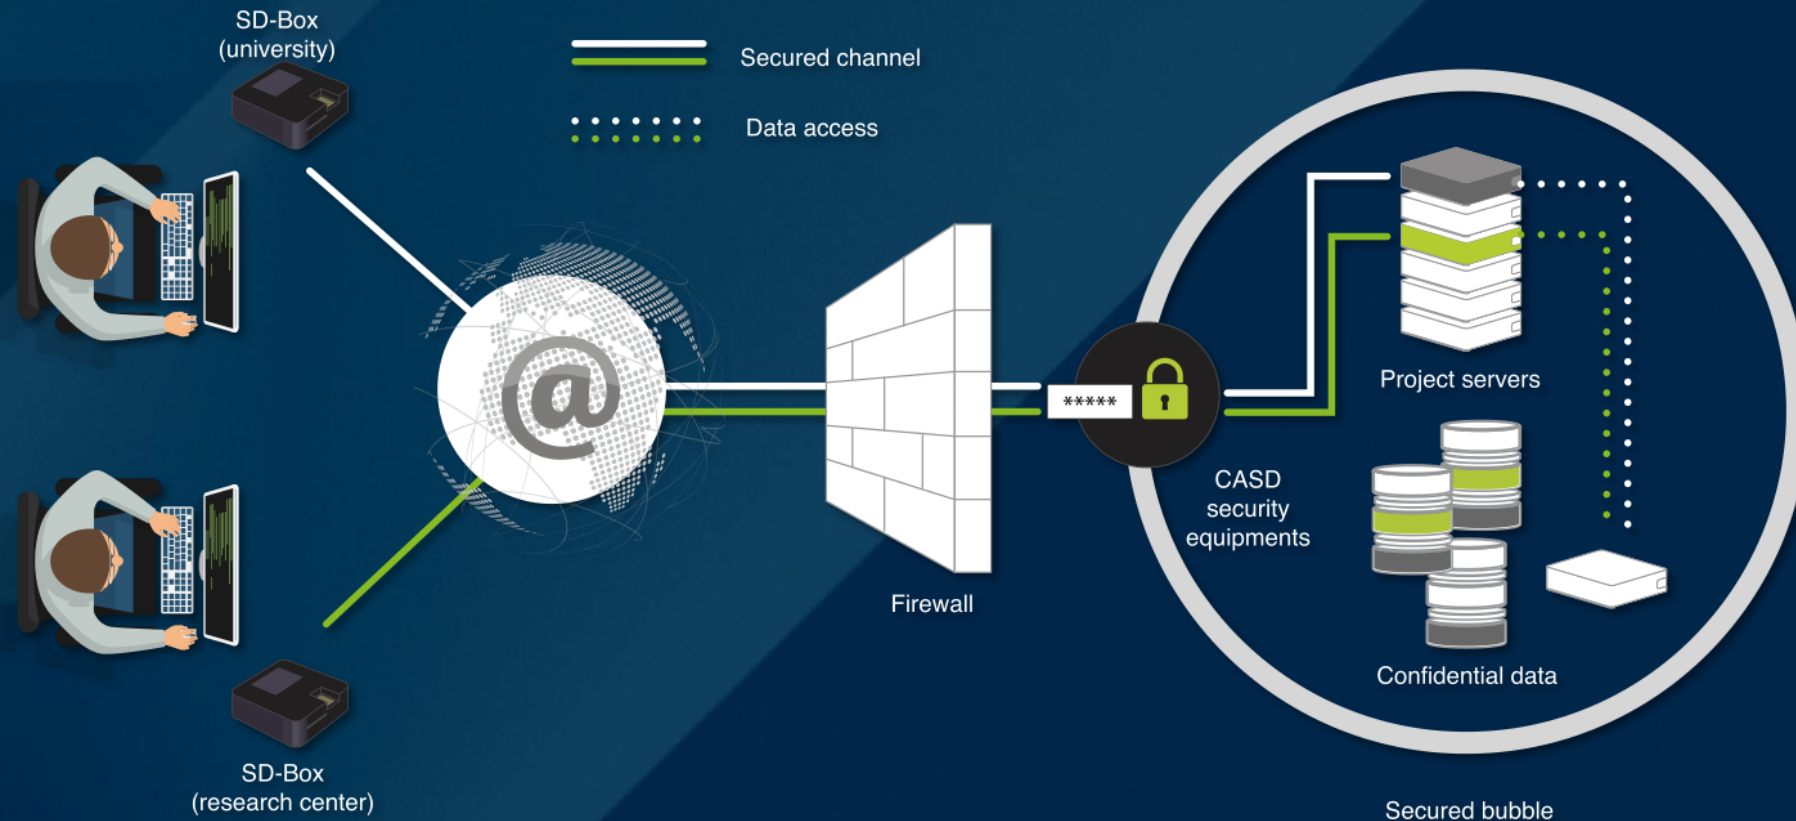 SD-Box
(university)
Secured channel
Data access
@
*****
Project servers
CASD
security
equipments
Firewall
Confidential data
SD-Box
(research center)
Secured bubble